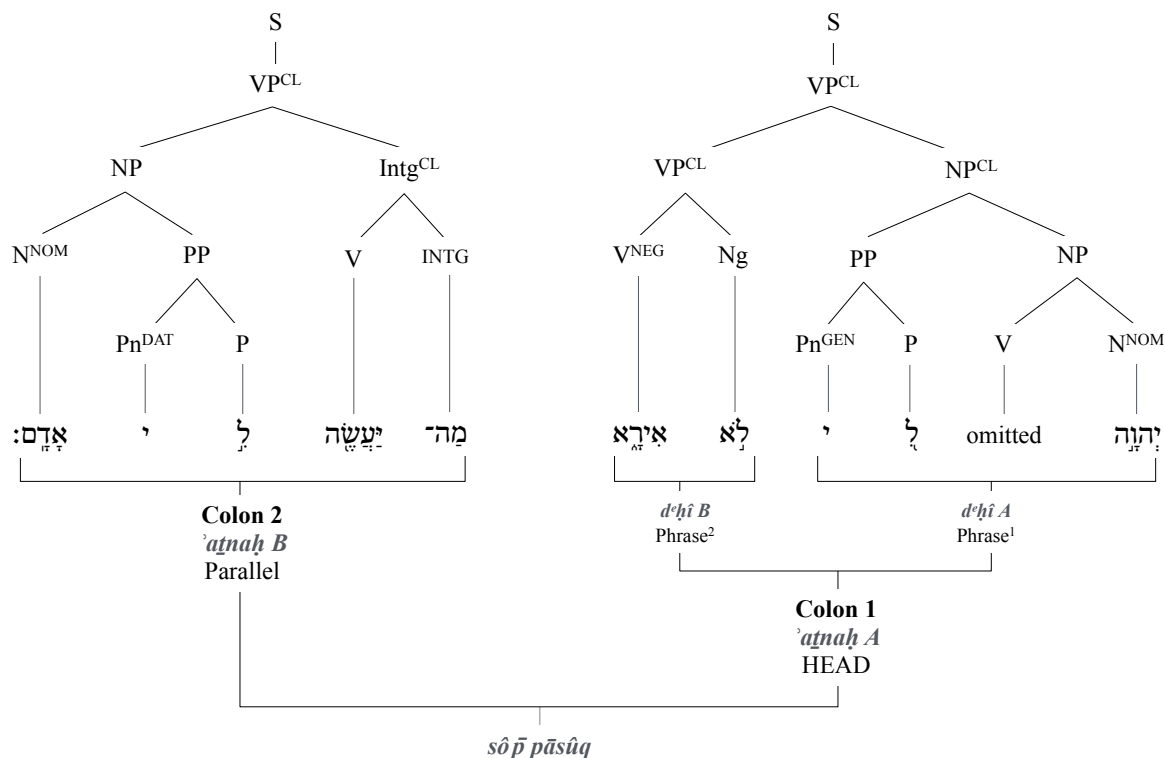 S S
VP^CL VP^CL
NP Intg^CL VP^CL NP^CL
N^NOM PP V INTG V^NEG Ng PP NP
Pn^DAT P Pn^GEN P V N^NOM
יְהוָ֣ה omitted לִ֭ י לֹ֣א אִירָ֑א מַה־ יַּעֲשֶׂ֖ה לִ֣ י אָדָֽם׃
Colon 2
ʾaṯnaḥ B
Parallel
dᵉḥî B
Phrase²
dᵉḥî A
Phrase¹
Colon 1
ʾaṯnaḥ A
HEAD
sôp̄ pāsûq